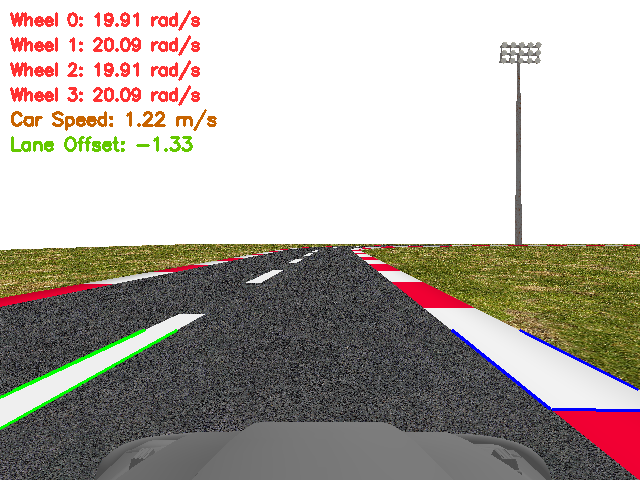 Wheel 0: 19.91 rad/s
Wheel 1: 20.09 rad/s
Wheel 2: 19.91 rad/s
Wheel 3: 20.09 rad/s
Car Speed: 1.22 m/s
Lane Offset: -1.33